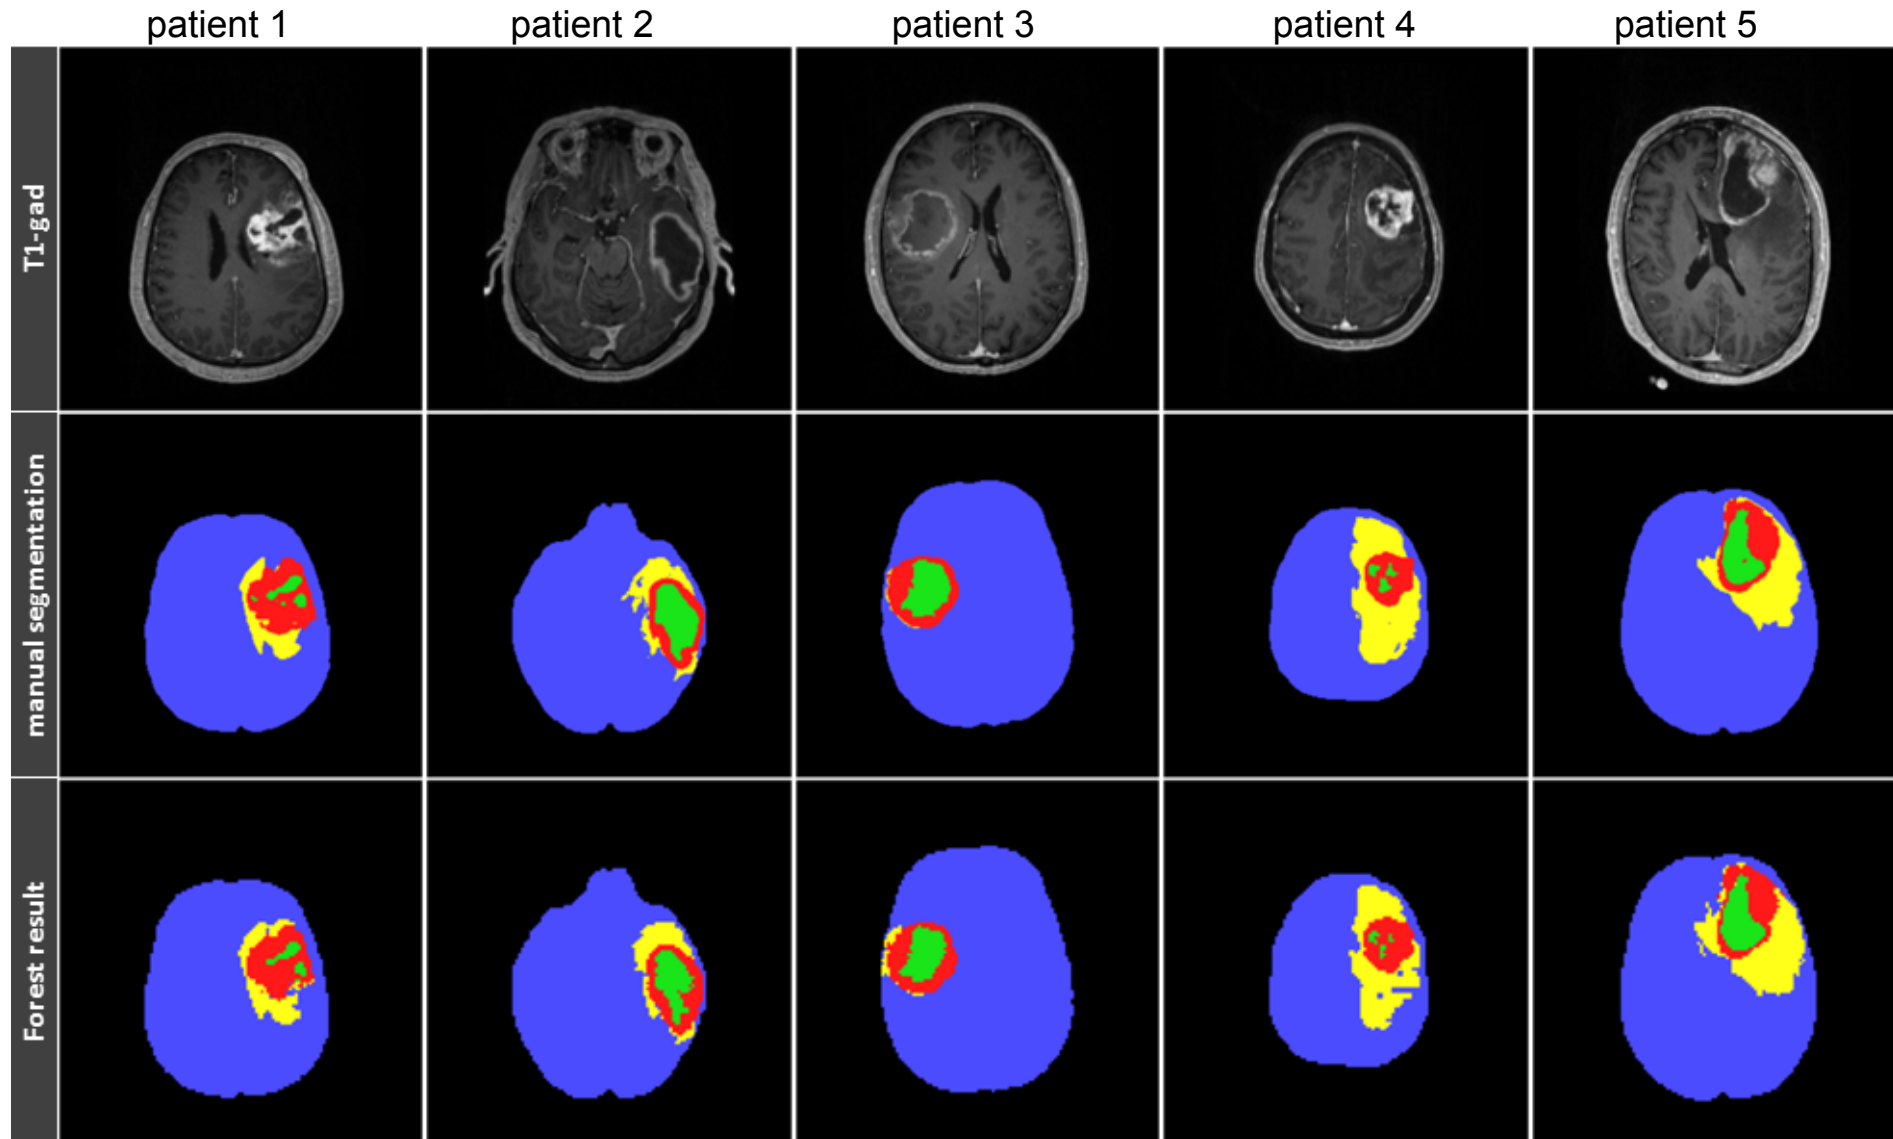 patient 1
patient 2
patient 3
patient 4
patient 5
T1-gad
manual segmentation
Forest result